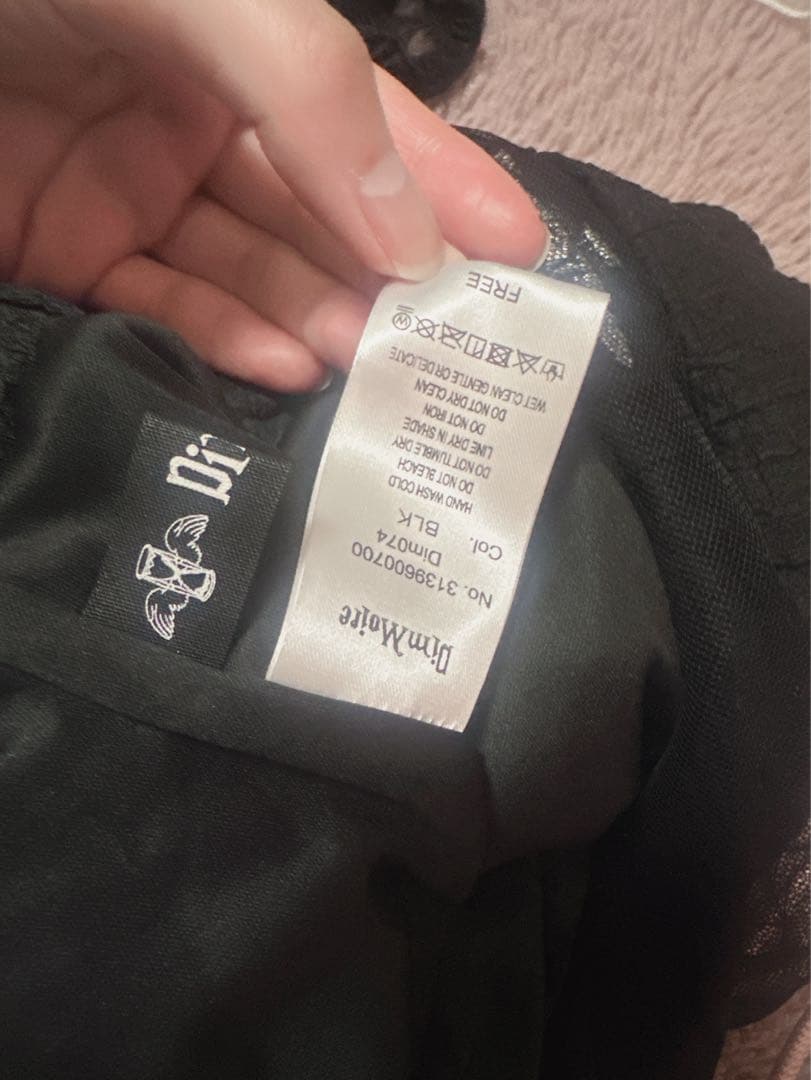 DimMoire
No. 3139600700
Dim074
Col. BLK
HAND WASH COLD
DO NOT BLEACH
DO NOT TUMBLE DRY
LINE DRY IN SHADE
DO NOT IRON
DO NOT DRY CLEAN
WET CLEAN GENTLE OR DELICATE
W
FREE
Di